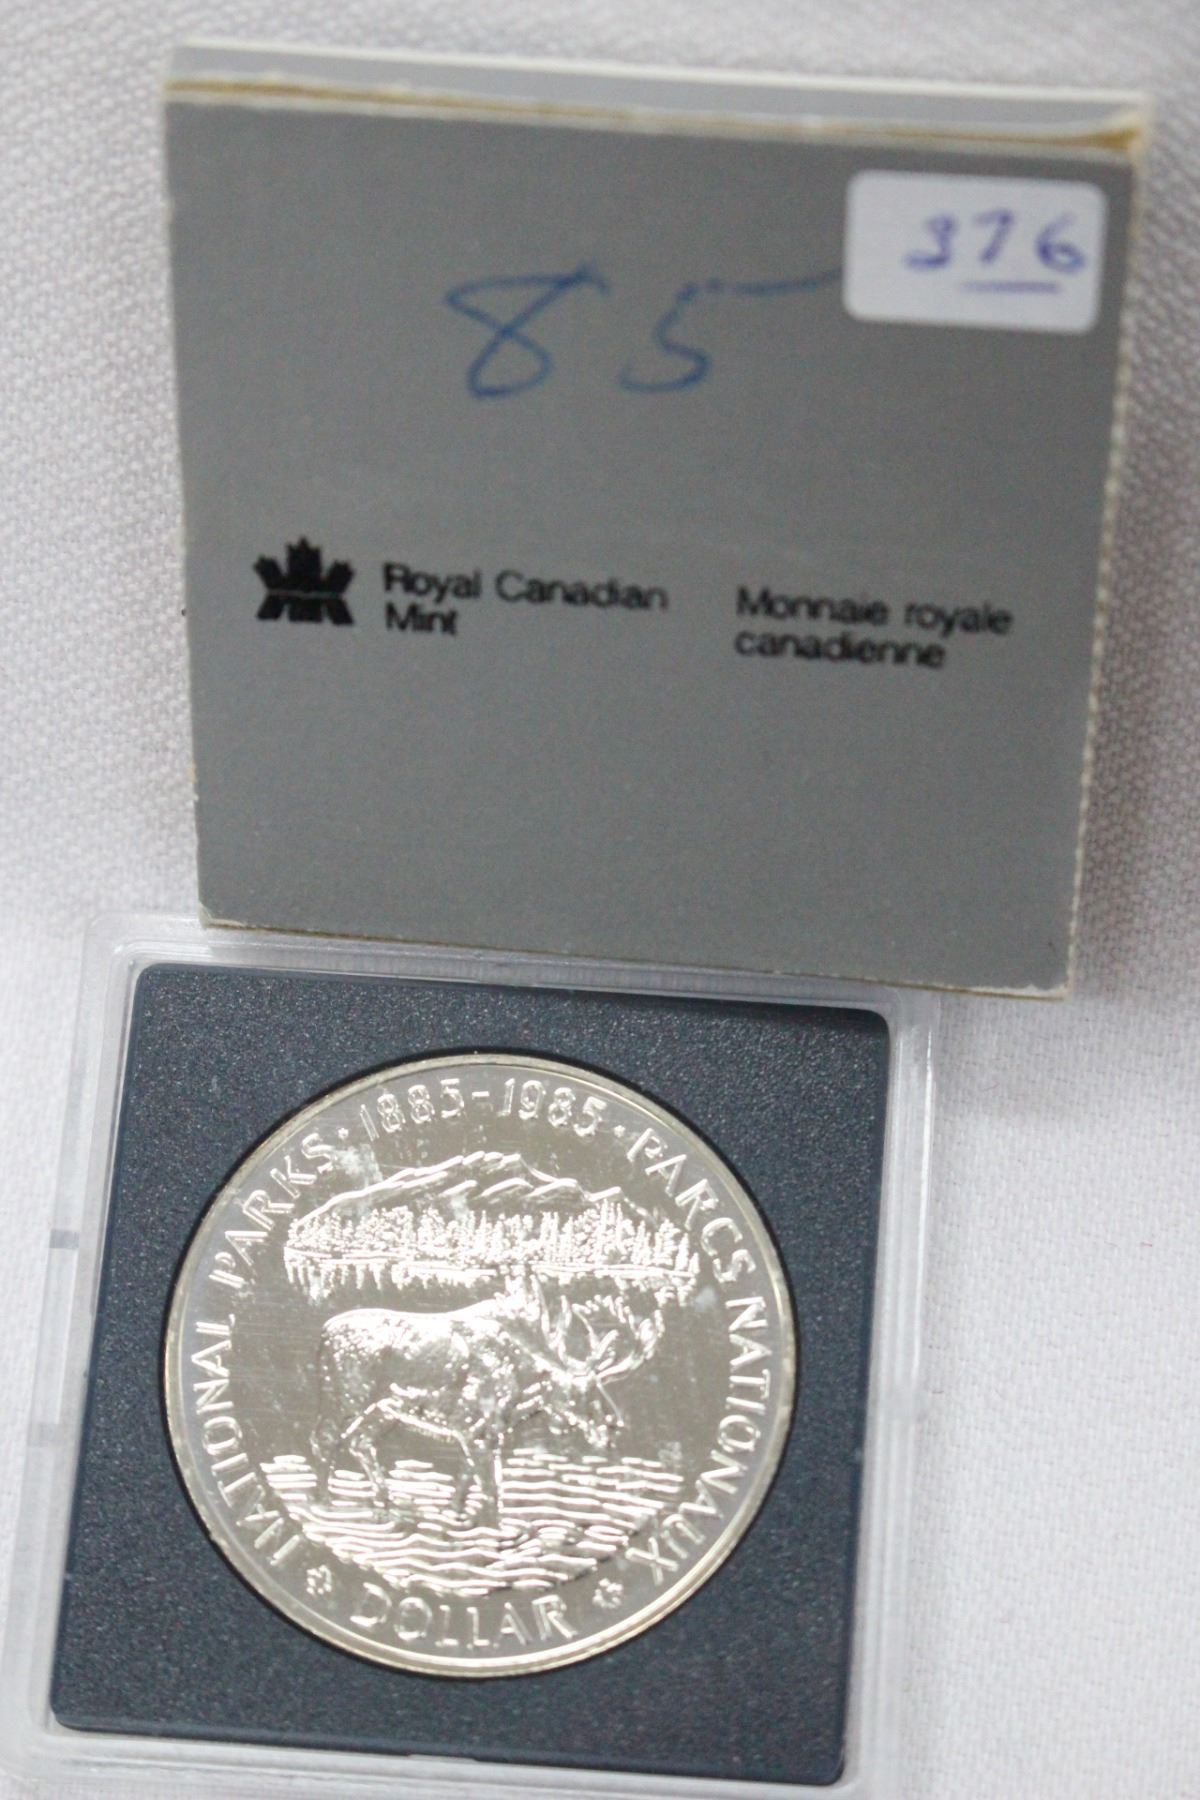 376
85
Royal Canadian
Mint
Monnaie royale
canadienne
NATIONAL PARKS · 1885-1985 · PARCS NATIONAUX
DOLLAR